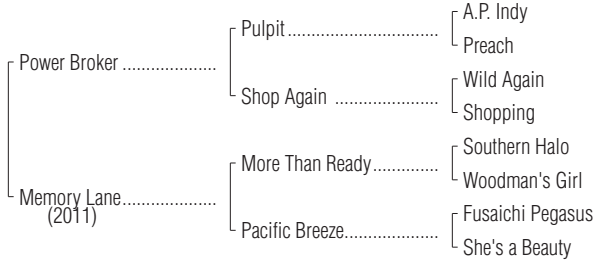 A.P. Indy
Pulpit..............................
Preach
Power Broker ...................
Wild Again
Shop Again .....................
Shopping
Southern Halo
More Than Ready.............
Woodman's Girl
Memory Lane...................
(2011)
Fusaichi Pegasus
Pacific Breeze...................
She's a Beauty